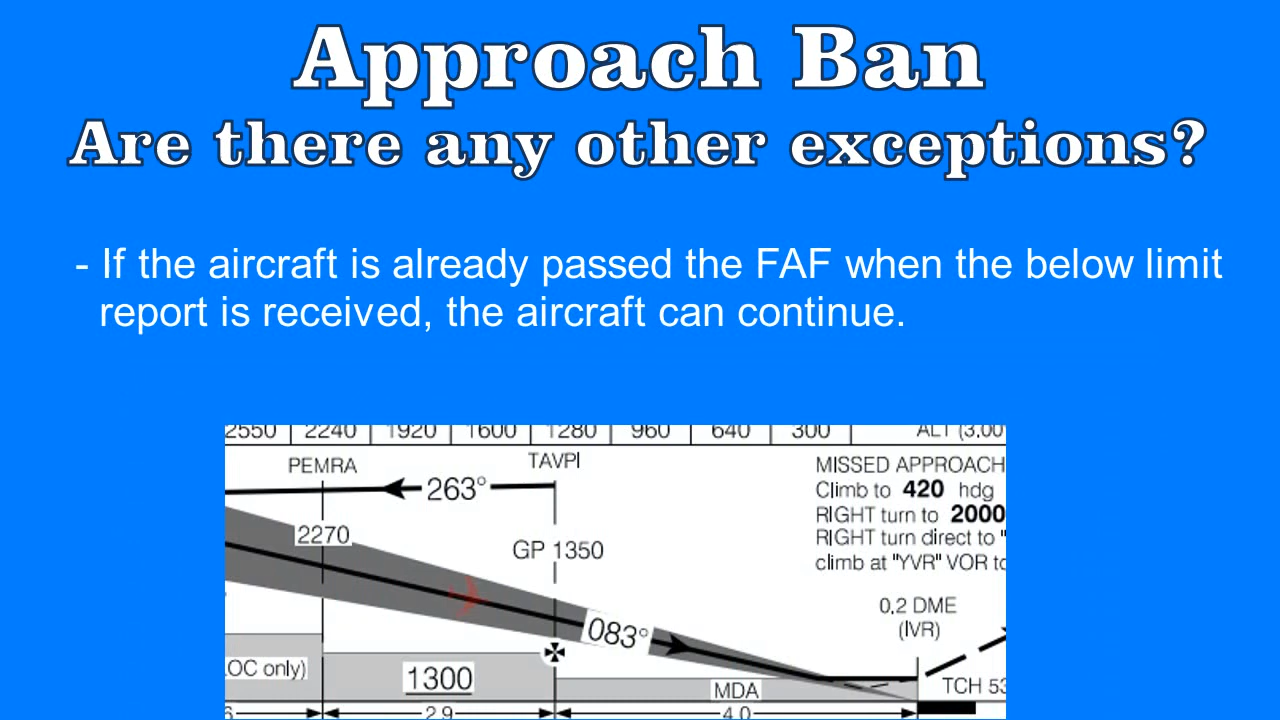 Approach Ban
Are there any other exceptions?
- If the aircraft is already passed the FAF when the below limit
report is received, the aircraft can continue.
2550 2240 1920 1600 1280 960 640 300 ALT (3.00
PEMRA TAVPI
263°
2270
GP 1350
083°
MISSED APPROACH
Climb to 420 hdg
RIGHT turn to 2000
RIGHT turn direct to "
climb at "YVR" VOR to
0.2 DME
(IVR)
OC only)
1300
MDA
TCH 53
6 2.9 4.0